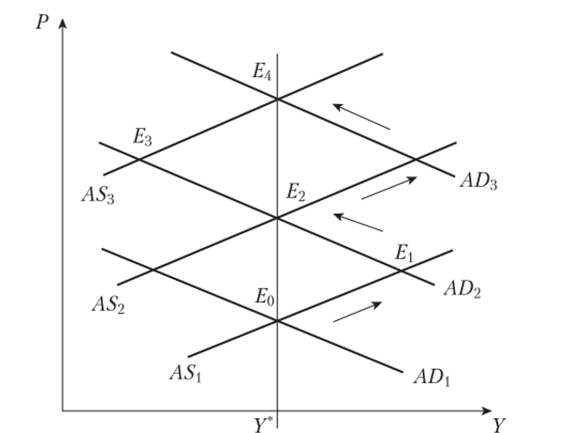 P
E₄
E₃
AS₃
AD₃
E₂
E₁
AD₂
AS₂
E₀
AS₁
AD₁
Y*
Y